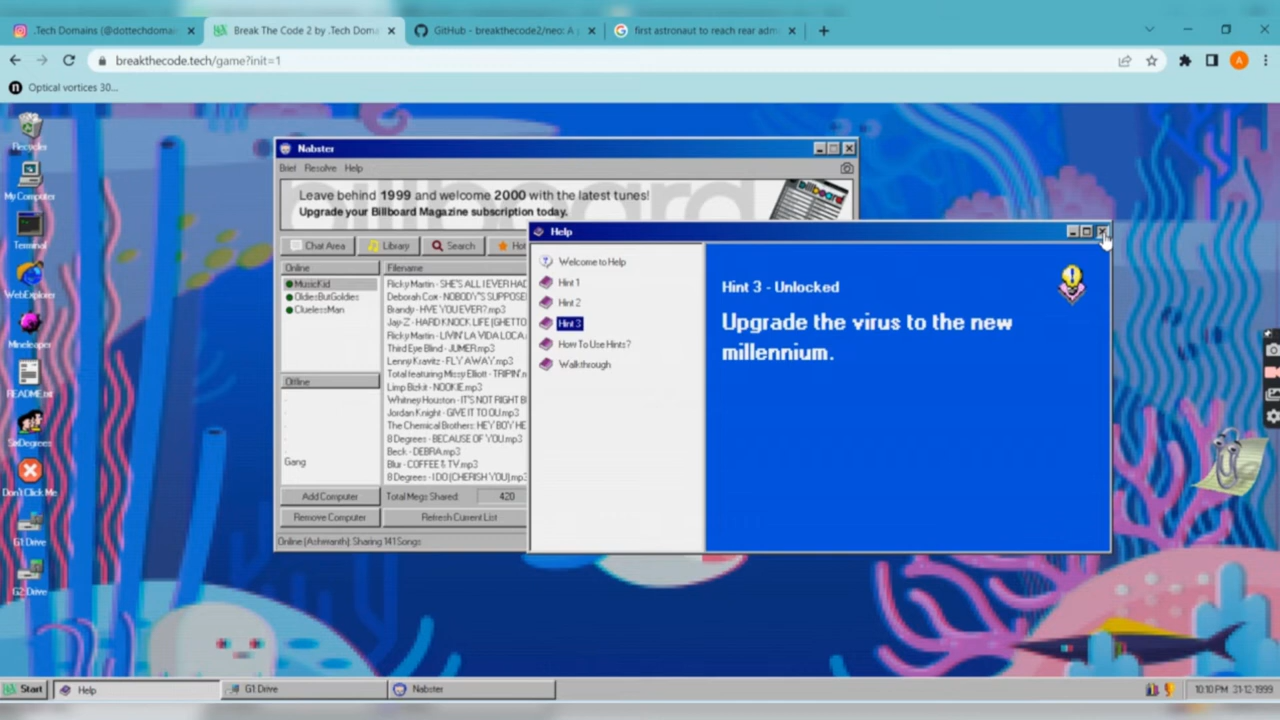 .Tech Domains (@dottechdomai
Break The Code 2 by .Tech Doma
GitHub - breakthecode2/neo: A
first astronaut to reach rear adm
breakthecode.tech/game?init=1
A
Optical vortices 30...
Recycler
My Computer
Terminal
WebExplorer
Mineleaper
README.txt
SixDegrees
Don't Click Me
G1 Drive
G2 Drive
Nabster
Brief Resolve Help
Leave behind 1999 and welcome 2000 with the latest tunes!
Upgrade your Billboard Magazine subscription today.
billboard
Chat Area
Library
Search
Hot
Online
MusicKid
OldiesButGoldies
CluelessMan
Offline
Gang
Add Computer
Remove Computer
Filename
Ricky Martin - SHE'S ALL I EVER HAD
Deborah Cox - NOBODY'S SUPPOSE
Brandy - HVE YOU EVER?.mp3
Jay-Z - HARD KNOCK LIFE (GHETTO
Ricky Martin - LIVIN' LA VIDA LOCA
Third Eye Blind - JUMER.mp3
Lenny Kravitz - FLY AWAY.mp3
Total featuring Missy Elliott - TRIPIN'.m
Limp Bizkit - NOOKIE.mp3
Whitney Houston - IT'S NOT RIGHT B
Jordan Knight - GIVE IT TO OU.mp3
The Chemical Brothers: HEY BOY HE
8 Degrees - BECAUSE OF YOU.mp3
Beck - DEBRA.mp3
Blur - COFFEE & TV.mp3
8 Degrees - I DO (CHERISH YOU).mp3
Total Megs Shared: 420
Refresh Current List
Online (Ashmanth): Sharing 141 Songs
Help
Welcome to Help
Hint 1
Hint 2
Hint 3
How To Use Hints?
Walkthrough
Hint 3 - Unlocked
Upgrade the virus to the new
millennium.
Start
Help
G1 Drive
Nabster
10:10 PM 31-12-1999